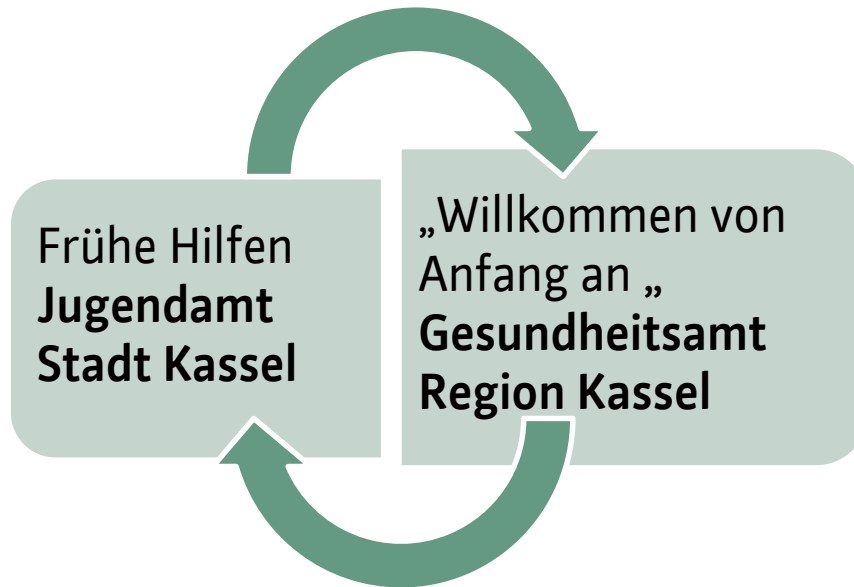 Frühe Hilfen
Jugendamt
Stadt Kassel
„Willkommen von
Anfang an „
Gesundheitsamt
Region Kassel